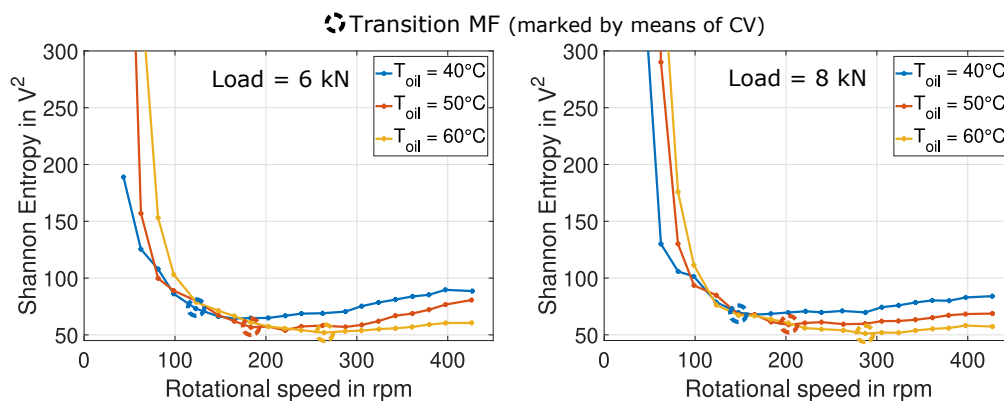 Transition MF (marked by means of CV)
Shannon Entropy in V²
300
250
200
150
100
50
0
100
200
300
400
Rotational speed in rpm
Load = 6 kN
T_oil = 40°C
T_oil = 50°C
T_oil = 60°C
Shannon Entropy in V²
300
250
200
150
100
50
0
100
200
300
400
Rotational speed in rpm
Load = 8 kN
T_oil = 40°C
T_oil = 50°C
T_oil = 60°C